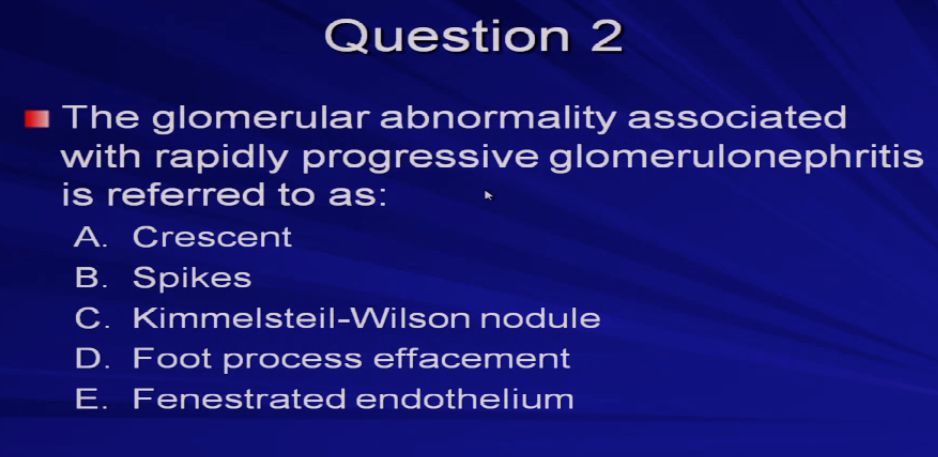 Question 2
The glomerular abnormality associated
with rapidly progressive glomerulonephritis
is referred to as:
A. Crescent
B. Spikes
C. Kimmelsteil-Wilson nodule
D. Foot process effacement
E. Fenestrated endothelium